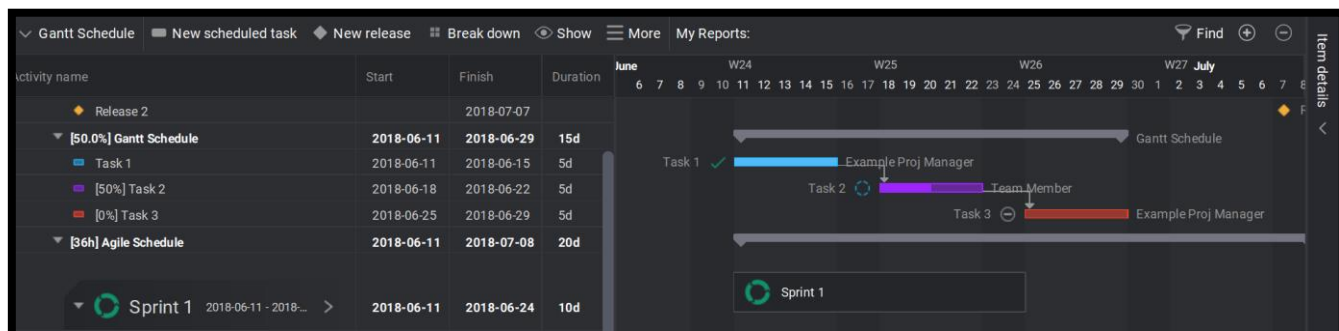 Gantt Schedule New scheduled task New release Break down Show More My Reports: Find
Item details
Activity name Start Finish Duration
June W24 W25 W26 W27 July
6 7 8 9 10 11 12 13 14 15 16 17 18 19 20 21 22 23 24 25 26 27 28 29 30 1 2 3 4 5 6 7 8
Release 2 2018-07-07
[50.0%] Gantt Schedule 2018-06-11 2018-06-29 15d Gantt Schedule
Task 1 2018-06-11 2018-06-15 5d Task 1 Example Proj Manager
[50%] Task 2 2018-06-18 2018-06-22 5d Task 2 Team Member
[0%] Task 3 2018-06-25 2018-06-29 5d Task 3 Example Proj Manager
[36h] Agile Schedule 2018-06-11 2018-07-08 20d
Sprint 1 2018-06-11 - 2018-... 2018-06-11 2018-06-24 10d Sprint 1